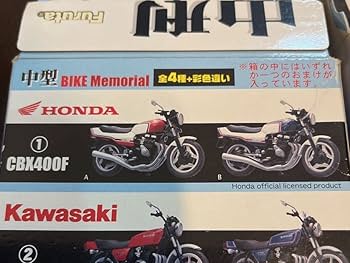 Furuta®
中型
中型 BIKE Memorial 全4種+彩色違い
※箱の中にはいずれ
か一つのおまけが
入っています。
HONDA
①
CBX400F
A
B
Honda official licensed product
Kawasaki
②